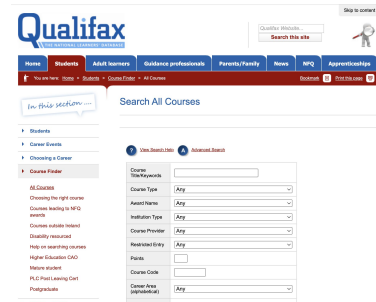 Skip to content
Qualifax
THE NATIONAL LEARNERS' DATABASE
Qualifax Website...
Search this site
Home Students Adult learners Guidance professionals Parents/Family News NFQ Apprenticeships
You are here: Home > Students > Course Finder > All Courses
Bookmark Print this page
In this section ....
Search All Courses
Students
Career Events
Choosing a Career
Course Finder
All Courses
Choosing the right course
Courses leading to NFQ
awards
Courses outside Ireland
Disability resourced
Help on searching courses
Higher Education CAO
Mature student
PLC Post Leaving Cert
Postgraduate
? View Search Help A Advanced Search
Course
Title/Keywords
Course Type Any
Award Name Any
Institution Type Any
Course Provider Any
Restricted Entry Any
Points
Course Code
Career Area
(alphabetical) Any